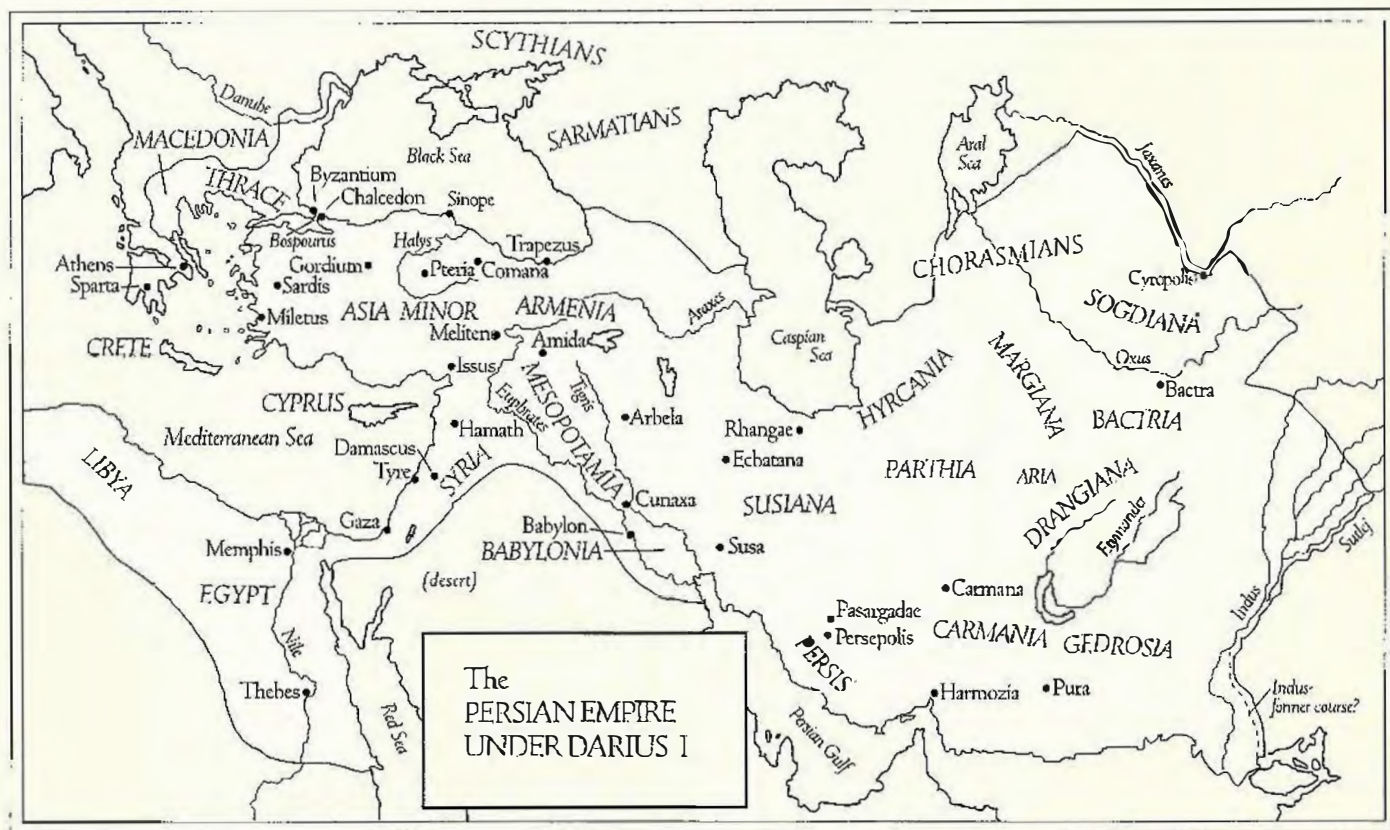 SCYTHIANS
Danube
MACEDONIA
SARMATIANS
Black Sea
Aral
Sea
Jaxartes
THRACE
Byzantium
Chalcedon
Sinope
Bospourus
Halys
Trapezus
CHORASMIANS
Athens
Gordium
Pteria
Comana
Cyropolis
Sparta
Sardis
SOGDIANA
Miletus
ASIA MINOR
ARMENIA
Araxes
Melitene
Amida
Caspian
Sea
CRETE
Issus
MESOPOTAMIA
Tigris
Euphrates
HYRCANIA
MARGIANA
Oxus
Bactra
CYPRUS
Hamath
Arbela
BACTRIA
Mediterranean Sea
Rhangae
Damascus
Ecbatana
LIBYA
Tyre
SYRIA
PARTHIA
ARIA
DRANGIANA
Cunaxa
SUSIANA
Gaza
Babylon
BABYLONIA
Susa
Memphis
Sutlej
EGYPT
(desert)
Carmana
Indus
Nile
Pasargadae
Persepolis
CARMANIA
GEDROSIA
PERSIS
Thebes
Harmozia
Pura
Indus-
former course?
Red Sea
Persian Gulf
The
PERSIAN EMPIRE
UNDER DARIUS I